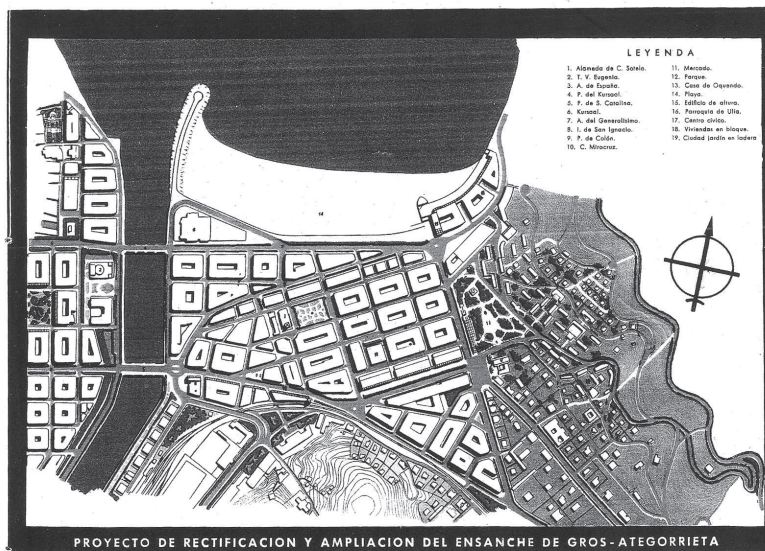 LEYENDA
1. Alameda de C. Sotelo.
2. T. V. Eugenia.
3. A. de España.
4. P. del Kursaal.
5. P. de S. Catalina.
6. Kursaal.
7. A. del Generalísimo.
8. I. de San Ignacio.
9. P. de Colón.
10. C. Miracruz.
11. Mercado.
12. Parque.
13. Casa de Oquendo.
14. Playa.
15. Edificio de altura.
16. Parroquia de Ulía.
17. Centro cívico.
18. Viviendas en bloque.
19. Ciudad jardín en ladera
14
PROYECTO DE RECTIFICACION Y AMPLIACION DEL ENSANCHE DE GROS-ATEGORRIETA